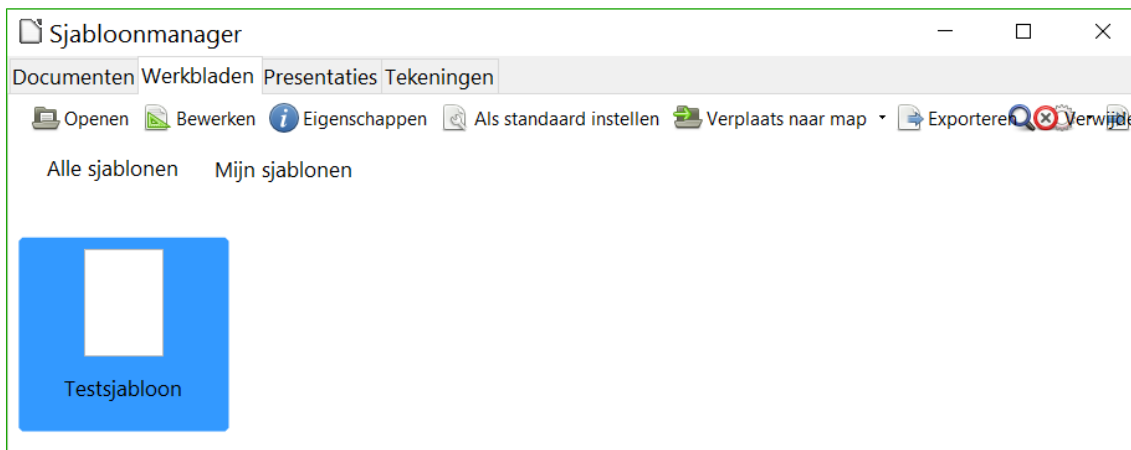 Sjabloonmanager
Documenten Werkbladen Presentaties Tekeningen
Openen Bewerken Eigenschappen Als standaard instellen Verplaats naar map Exporteren
Alle sjablonen Mijn sjablonen
Testsjabloon